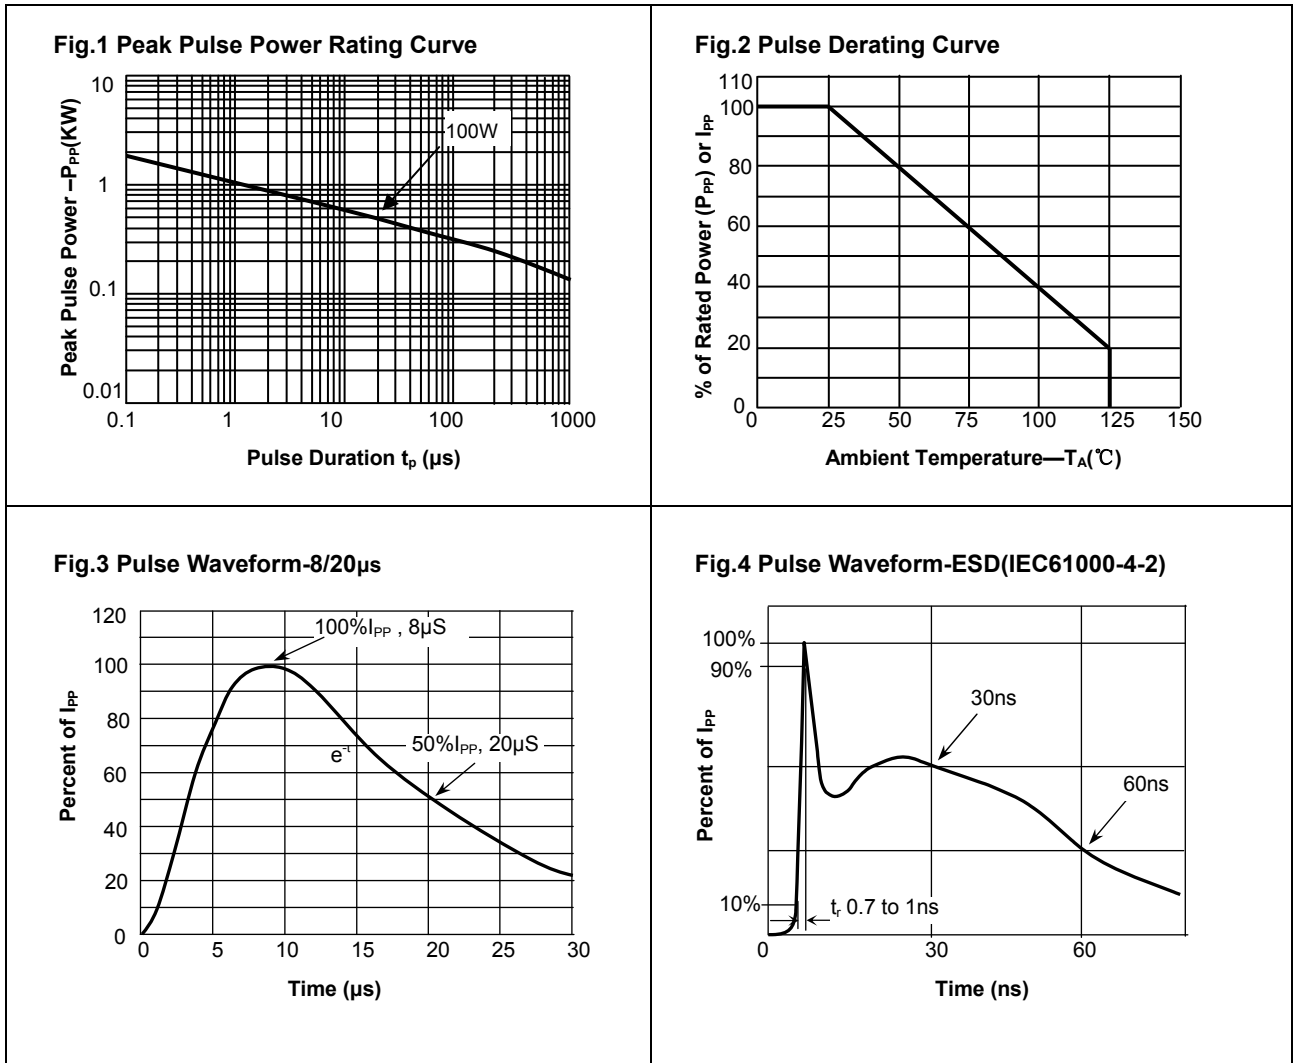 Fig.1 Peak Pulse Power Rating Curve
Peak Pulse Power –PPP(KW)
10
1
0.1
0.01
100W
0.1 1 10 100 1000
Pulse Duration tp (µs)
Fig.2 Pulse Derating Curve
% of Rated Power (PPP) or IPP
110
100
80
60
40
20
0
0 25 50 75 100 125 150
Ambient Temperature—TA(℃)
Fig.3 Pulse Waveform-8/20µs
Percent of IPP
120
100
80
60
40
20
0
100%IPP , 8µS
e-t
50%IPP, 20µS
0 5 10 15 20 25 30
Time (µs)
Fig.4 Pulse Waveform-ESD(IEC61000-4-2)
Percent of IPP
100%
90%
10%
30ns
60ns
tr 0.7 to 1ns
0 30 60
Time (ns)